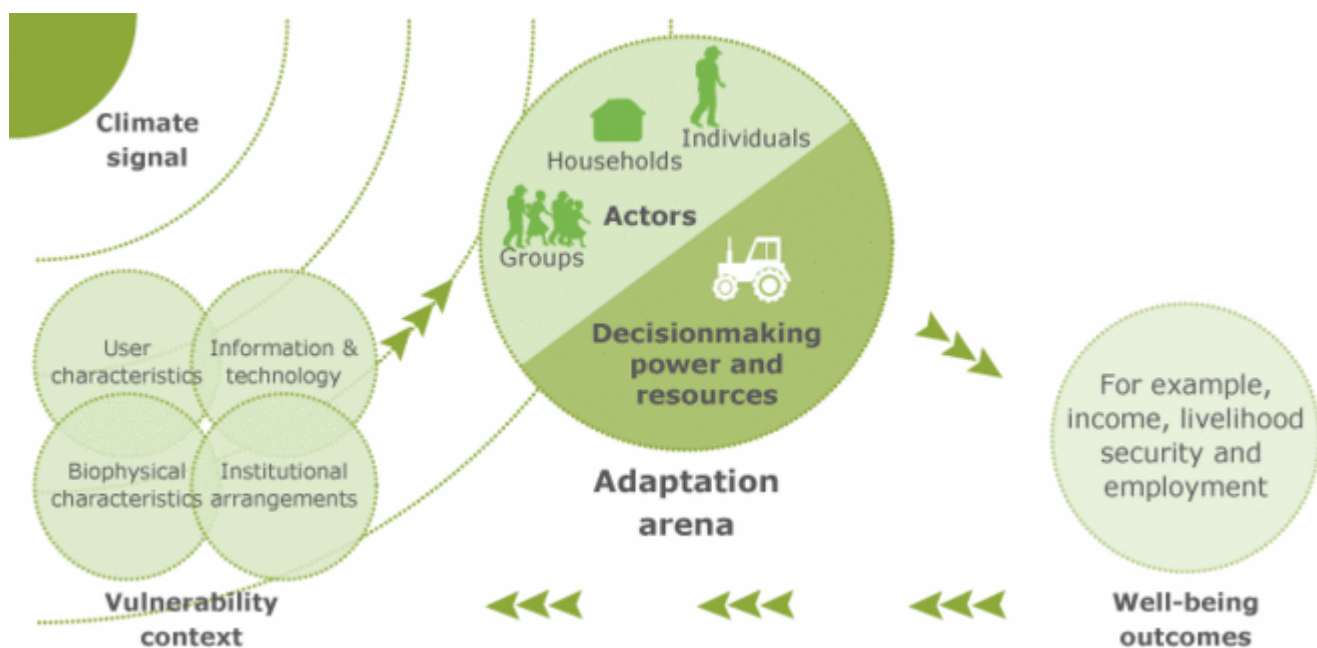 Climate
signal
Individuals
Households
Actors
Groups
Decisionmaking
power and
resources
Adaptation
arena
User
characteristics
Information &
technology
Biophysical
characteristics
Institutional
arrangements
Vulnerability
context
For example,
income, livelihood
security and
employment
Well-being
outcomes